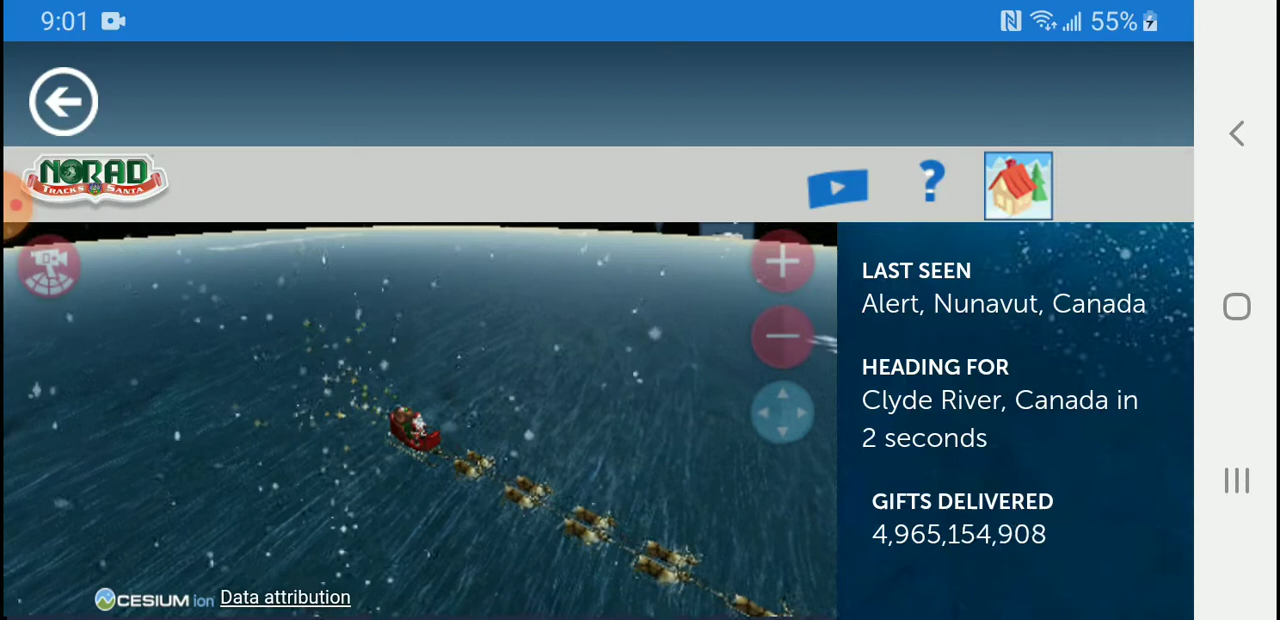 9:01
55%
NORAD
TRACKS SANTA
?
LAST SEEN
Alert, Nunavut, Canada
HEADING FOR
Clyde River, Canada in
2 seconds
GIFTS DELIVERED
4,965,154,908
CESIUM ion Data attribution